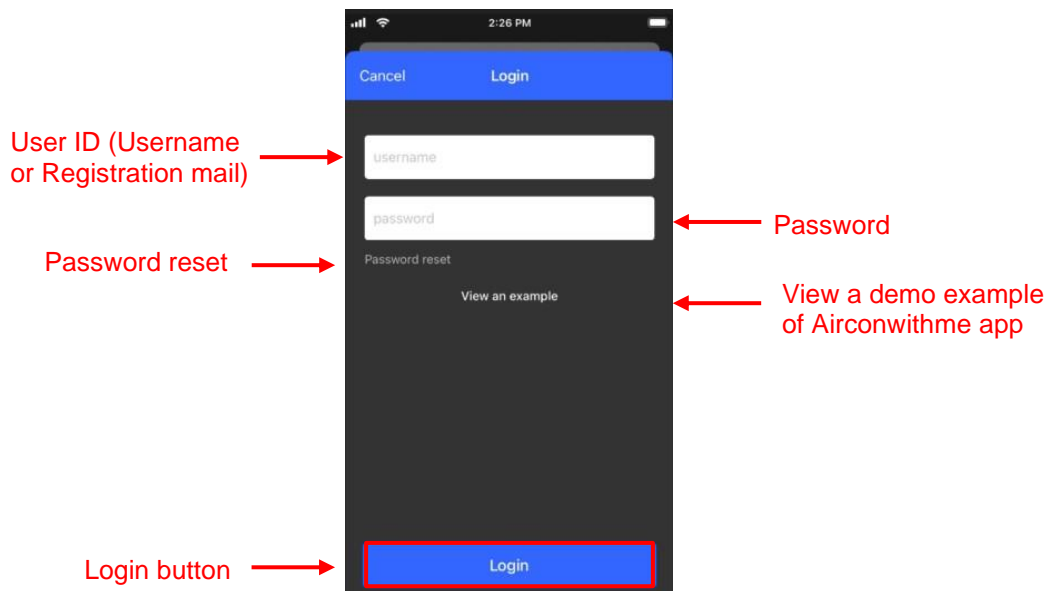 2:26 PM
Cancel Login
User ID (Username
or Registration mail)
username
password
Password
Password reset
Password reset
View an example
View a demo example
of Airconwithme app
Login button
Login